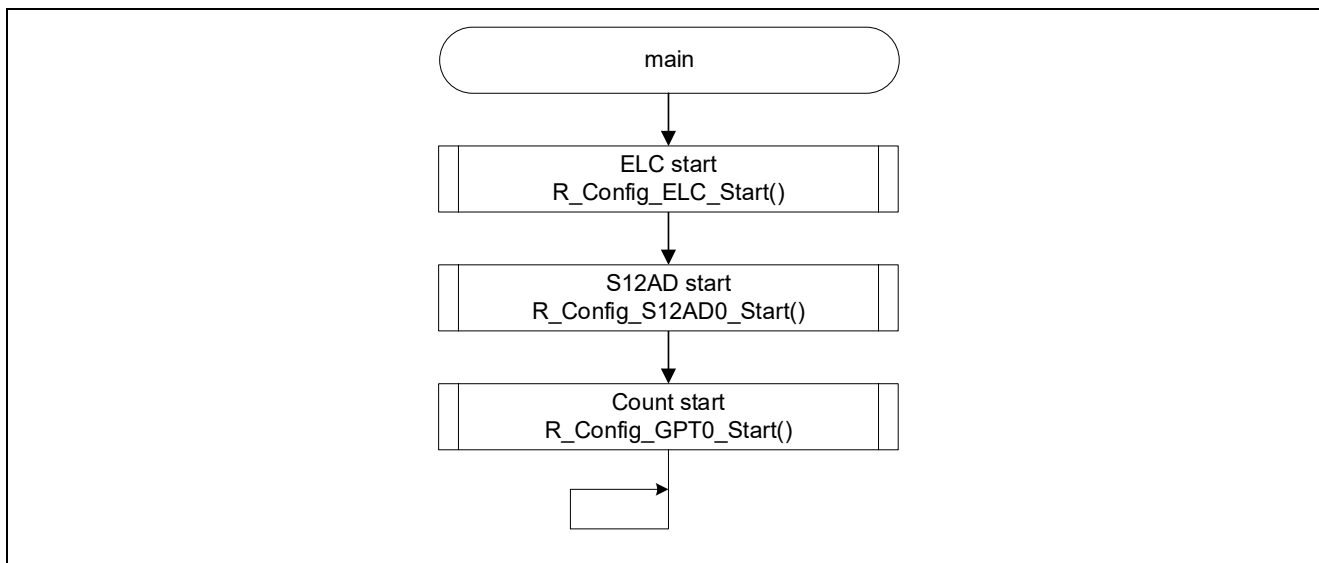 main
ELC start
R_Config_ELC_Start()
S12AD start
R_Config_S12AD0_Start()
Count start
R_Config_GPT0_Start()